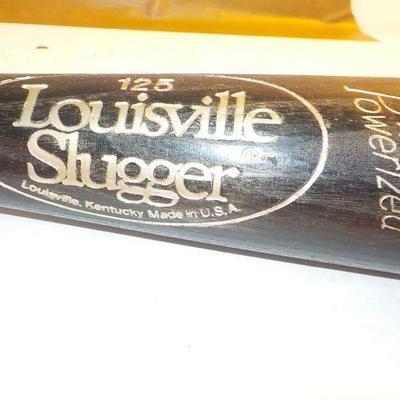 125
Louisville
Slugger
Louisville, Kentucky Made in U.S.A.
Powerized